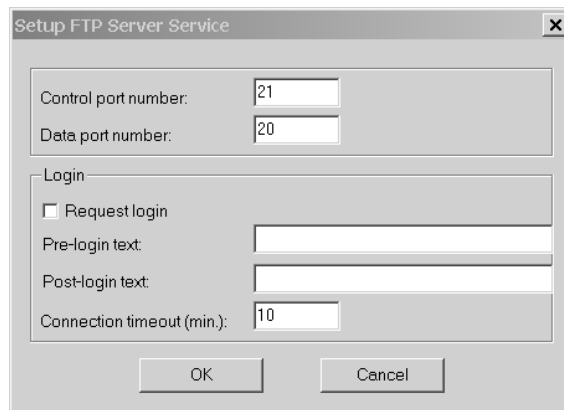 Setup FTP Server Service
Control port number: 21
Data port number: 20
Login
Request login
Pre-login text:
Post-login text:
Connection timeout (min.): 10
OK Cancel